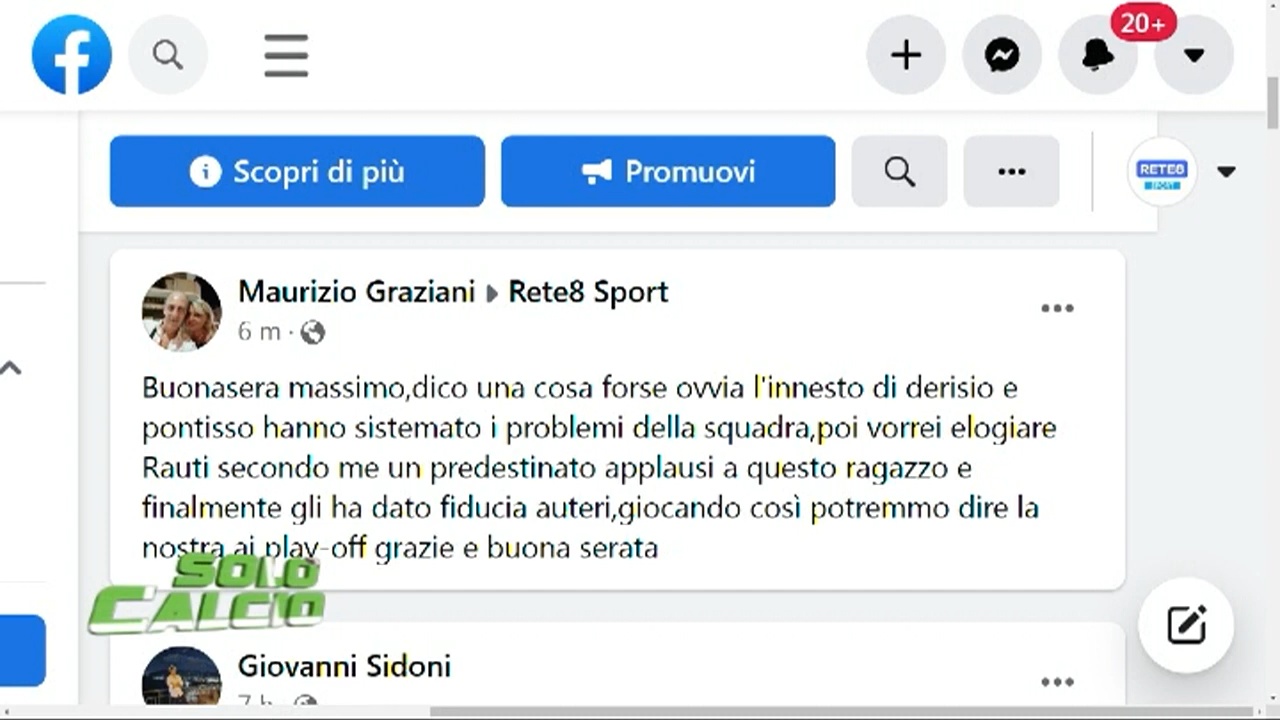 20+
Scopri di più
Promuovi
RETE8
SPORT
Maurizio Graziani Rete8 Sport
6 m ·
Buonasera massimo,dico una cosa forse ovvia l'innesto di derisio e
pontisso hanno sistemato i problemi della squadra,poi vorrei elogiare
Rauti secondo me un predestinato applausi a questo ragazzo e
finalmente gli ha dato fiducia auteri,giocando così potremmo dire la
nostra ai play-off grazie e buona serata
SOLO
CALCIO
Giovanni Sidoni
7 h ·